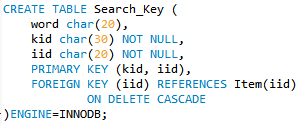 CREATE TABLE Search_Key (
word char(20),
kid char(30) NOT NULL,
iid char(20) NOT NULL,
PRIMARY KEY (kid, iid),
FOREIGN KEY (iid) REFERENCES Item(iid)
ON DELETE CASCADE
)ENGINE=INNODB;